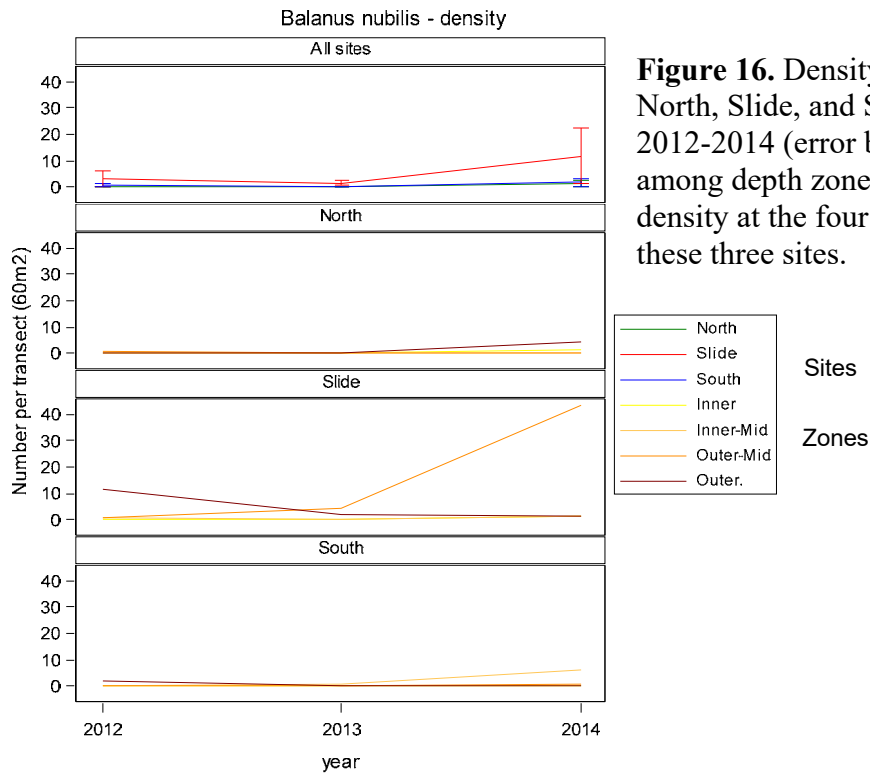 Balanus nubilis - density
All sites
40
30
20
10
0
North
40
30
20
10
0
Slide
40
30
20
10
0
South
40
30
20
10
0
Number per transect (60m2)
2012
2013
2014
year
Figure 16. Density
North, Slide, and S
2012-2014 (error b
among depth zone
density at the four
these three sites.
North
Slide
South
Inner
Inner-Mid
Outer-Mid
Outer.
Sites
Zones